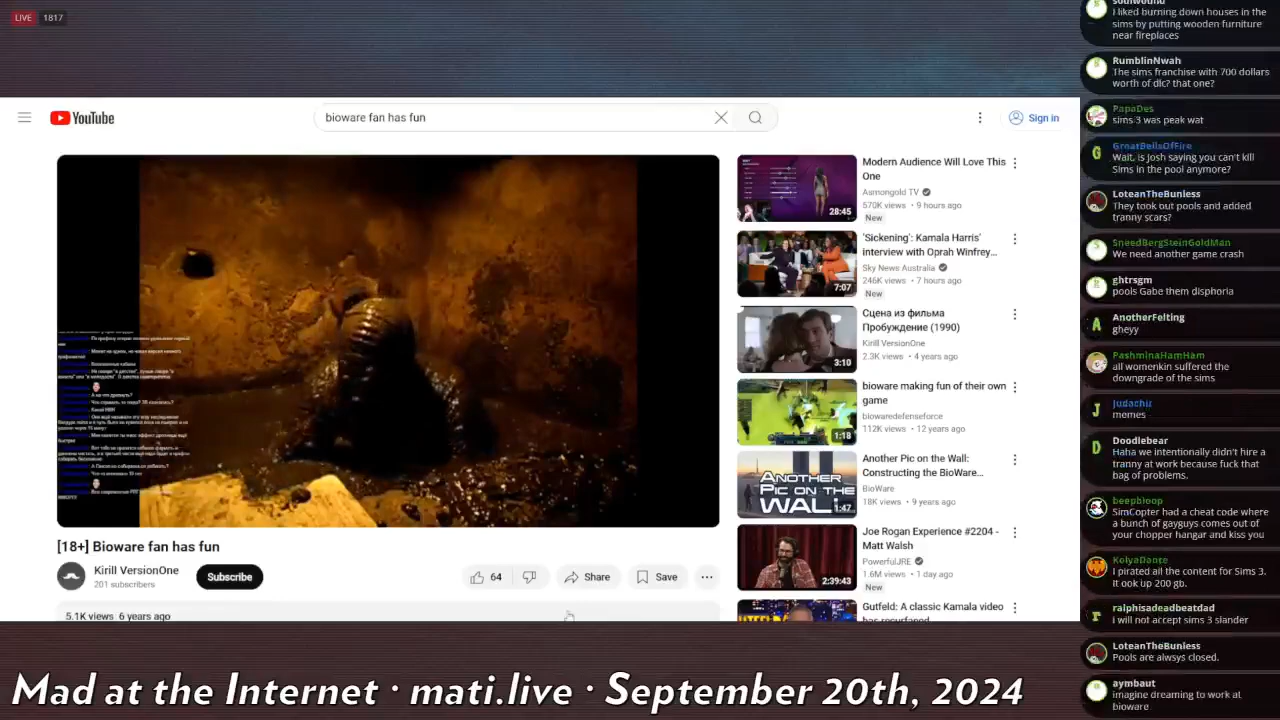 LIVE 1817
YouTube
bioware fan has fun
Sign in
[18+] Bioware fan has fun
Kirill VersionOne
201 subscribers
Subscribe
64
Share
Save
5.1K views 6 years ago
Modern Audience Will Love This
One
Asmongold TV
570K views • 9 hours ago
New
28:45
'Sickening': Kamala Harris'
interview with Oprah Winfrey...
Sky News Australia
246K views • 7 hours ago
New
7:07
Сцена из фильма
Пробуждение (1990)
Kirill VersionOne
2.3K views • 4 years ago
3:10
bioware making fun of their own
game
biowaredefenseforce
112K views • 12 years ago
1:18
Another Pic on the Wall:
Constructing the BioWare...
BioWare
18K views • 9 years ago
ANOTHER
PIC ON THE
WALL
1:47
Joe Rogan Experience #2204 -
Matt Walsh
PowerfulJRE
1.6M views • 1 day ago
New
2:39:43
Gutfeld: A classic Kamala video
has resurfaced
I liked burning down houses in the
sims by putting wooden furniture
near fireplaces
RumblinNwah
The sims franchise with 700 dollars
worth of dlc? that one?
PapaDes
sims 3 was peak wat
GreatBallsOfFire
Wait, is Josh saying you can't kill
Sims in the pool anymore?
LoteanTheBunless
They took out pools and added
tranny scars?
SneedBergSteinGoldMan
We need another game crash
ghtrsgm
pools Gabe them disphoria
AnotherFelting
gheyy
PashminaHamHam
all womenkin suffered the
downgrade of the sims
Judachir
memes
Doodlebear
Haha we intentionally didn't hire a
tranny at work because fuck that
bag of problems.
beepbloop
SimCopter had a cheat code where
a bunch of gayguys comes out of
your chopper hangar and kiss you
KolyaDotge
I pirated all the content for Sims 3.
It ook up 200 gb.
ralphisadeadbeatdad
i will not accept sims 3 slander
LoteanTheBunless
Pools are alwsys closed.
aymbaut
imagine dreaming to work at
bioware
Mad at the Internet · mati.live · September 20th, 2024